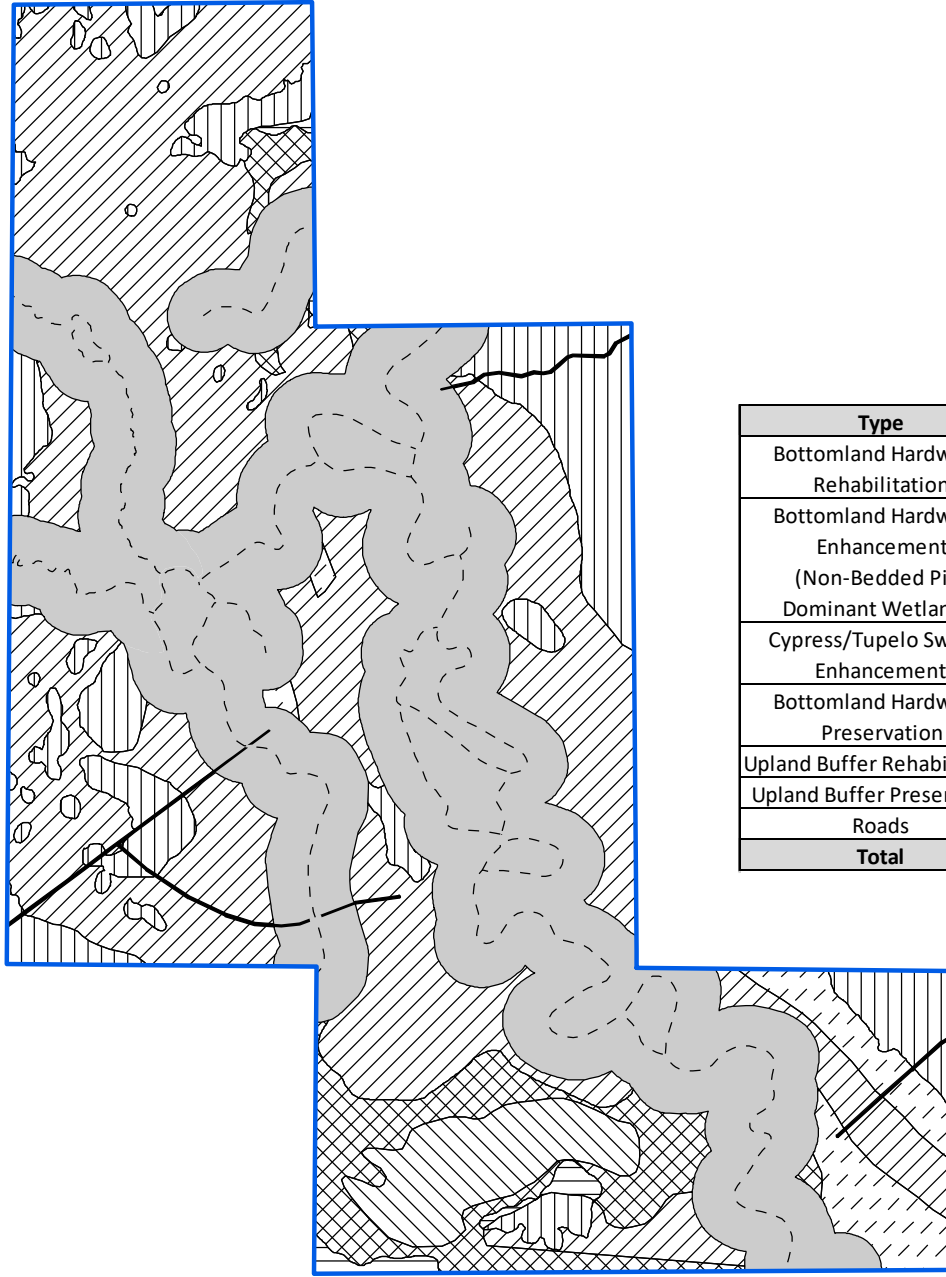 Type
Bottomland Hardw
Rehabilitation
Bottomland Hardw
Enhancement
(Non-Bedded Pi
Dominant Wetlan
Cypress/Tupelo Sw
Enhancement
Bottomland Hardw
Preservation
Upland Buffer Rehabi
Upland Buffer Preser
Roads
Total